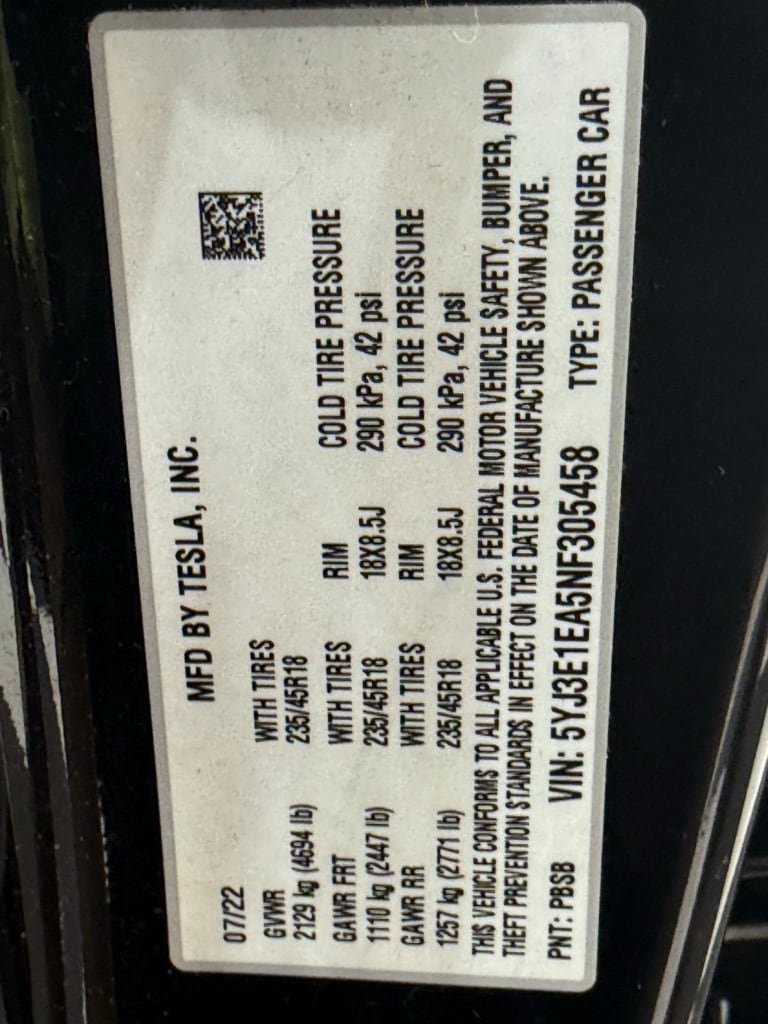 MFD BY TESLA, INC.
07/22
GVWR WITH TIRES
2129 kg (4694 lb) 235/45R18
GAWR FRT WITH TIRES RIM COLD TIRE PRESSURE
1110 kg (2447 lb) 235/45R18 18X8.5J 290 kPa, 42 psi
GAWR RR WITH TIRES RIM COLD TIRE PRESSURE
1257 kg (2771 lb) 235/45R18 18X8.5J 290 kPa, 42 psi
THIS VEHICLE CONFORMS TO ALL APPLICABLE U.S. FEDERAL MOTOR VEHICLE SAFETY, BUMPER, AND
THEFT PREVENTION STANDARDS IN EFFECT ON THE DATE OF MANUFACTURE SHOWN ABOVE.
PNT: PBSB VIN: 5YJ3E1EA5NF305458 TYPE: PASSENGER CAR